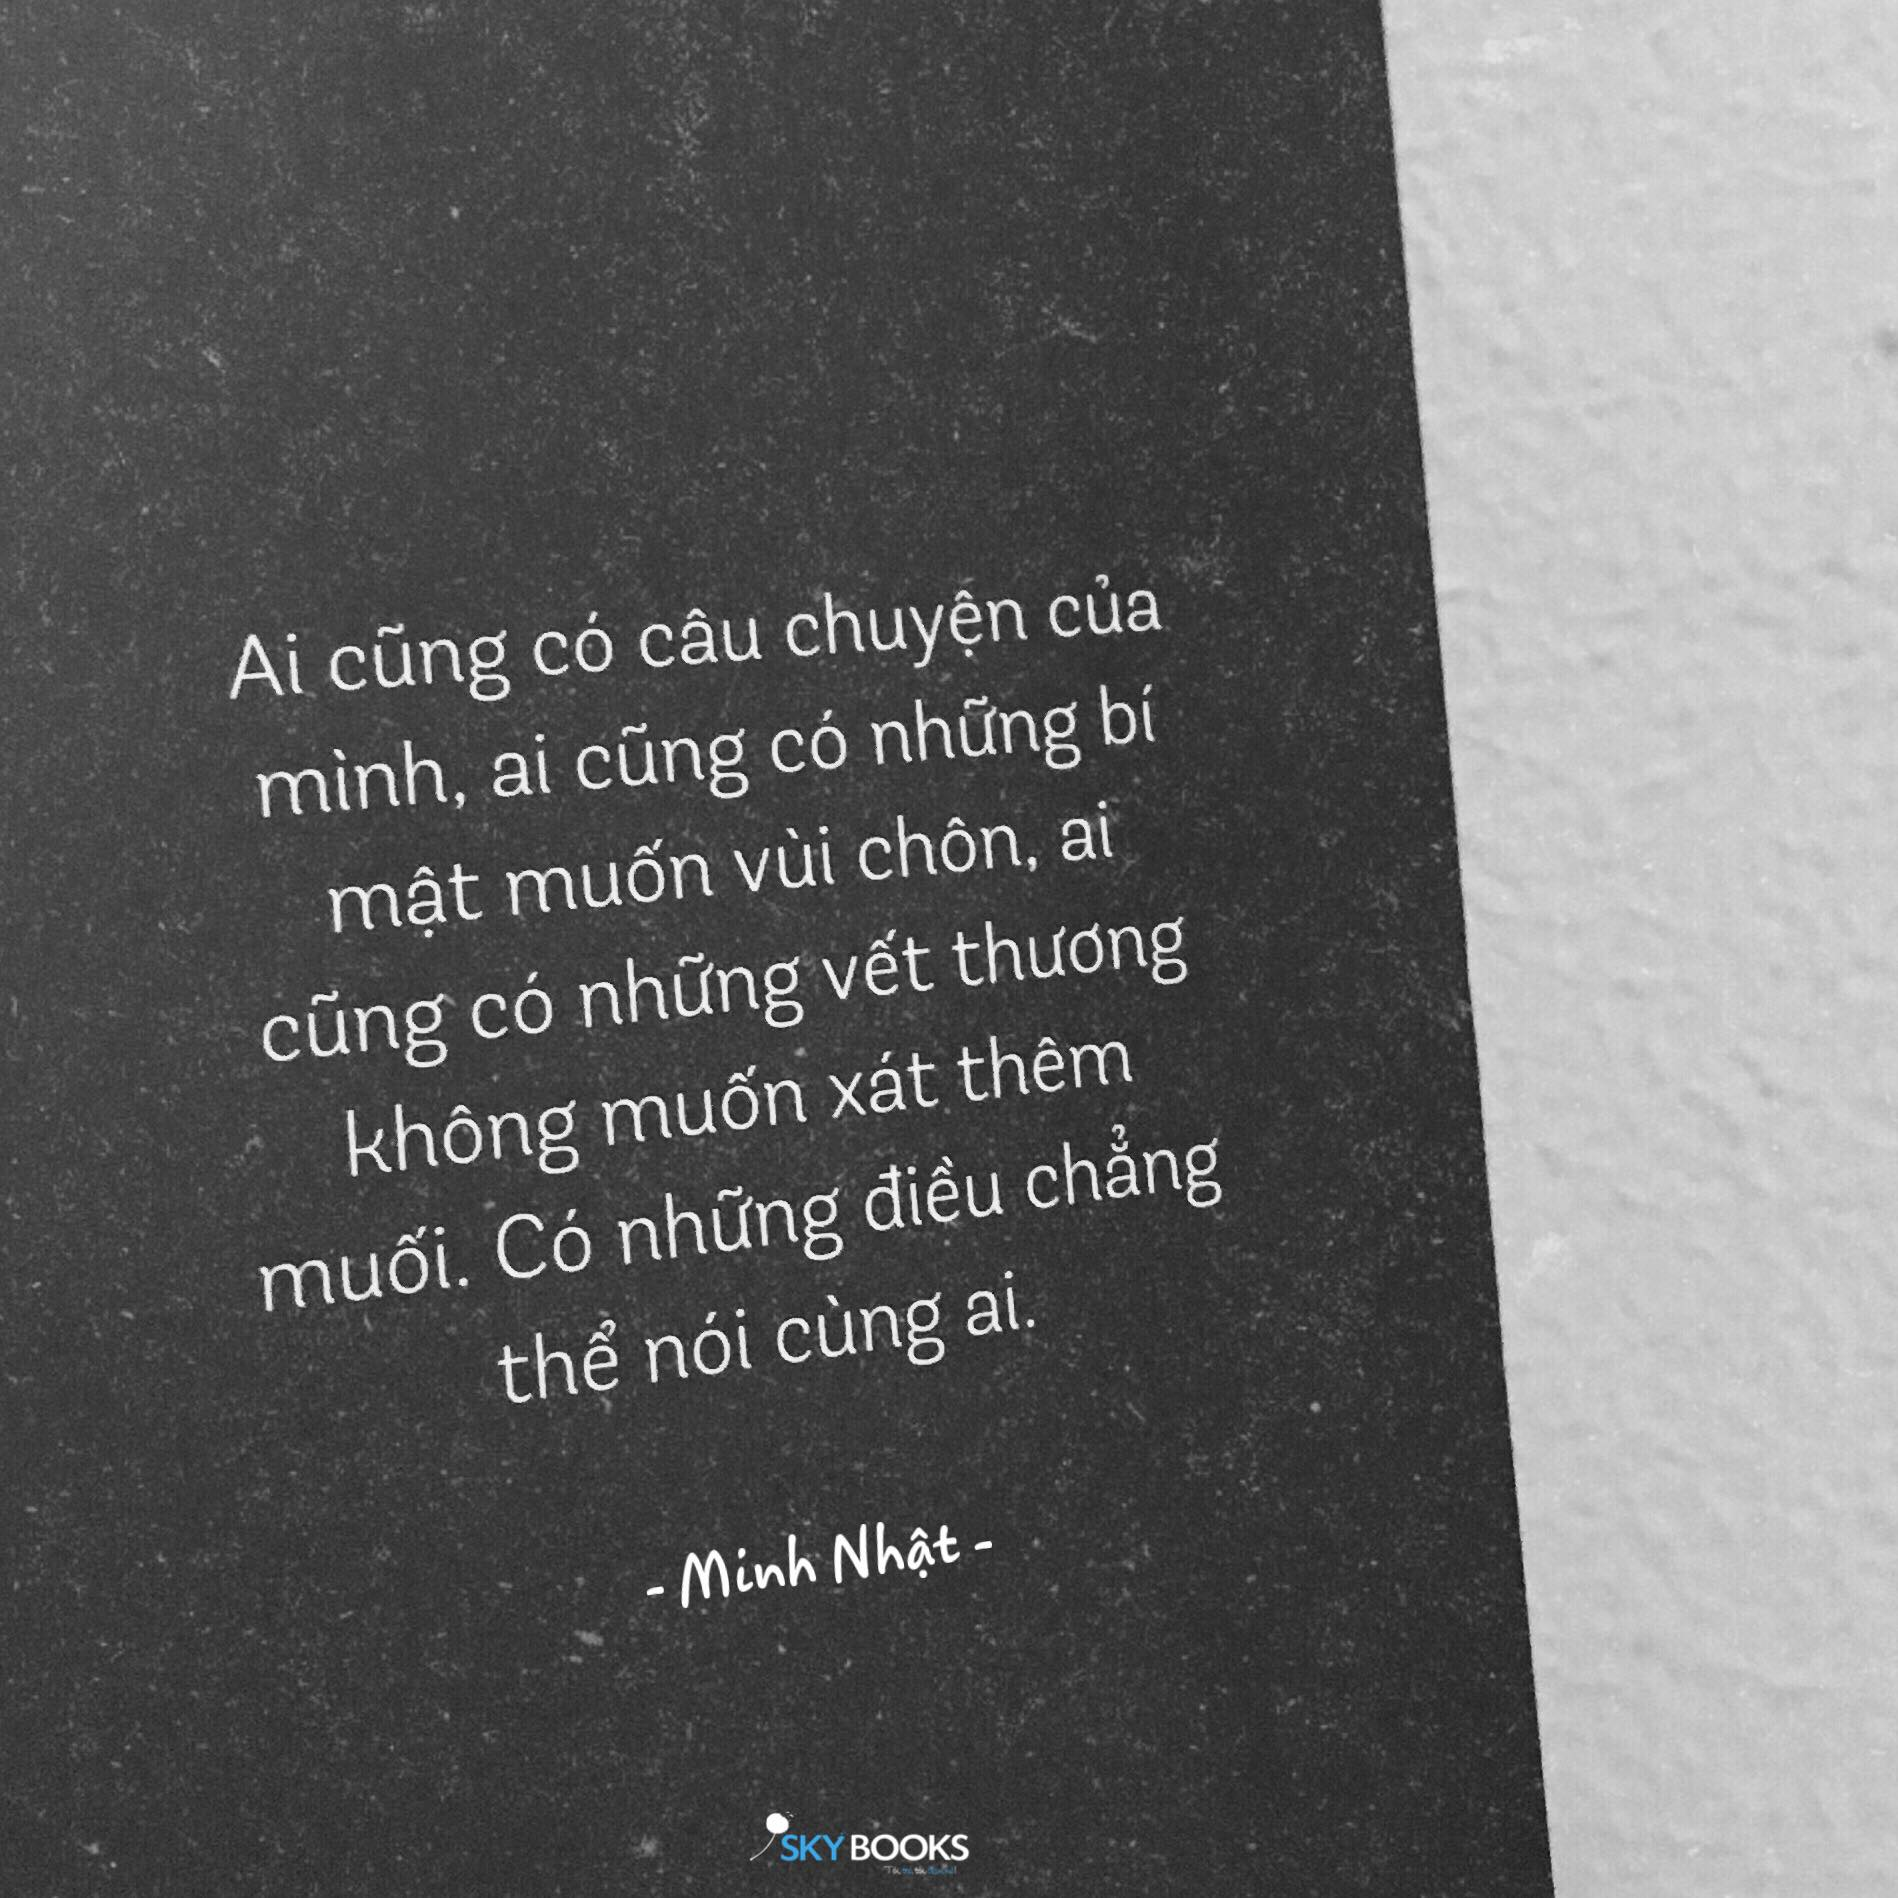 Ai cũng có câu chuyện của
mình, ai cũng có những bí
mật muốn vùi chôn, ai
cũng có những vết thương
không muốn xát thêm
muối. Có những điều chẳng
thể nói cùng ai.
- Minh Nhật -
SKYBOOKS